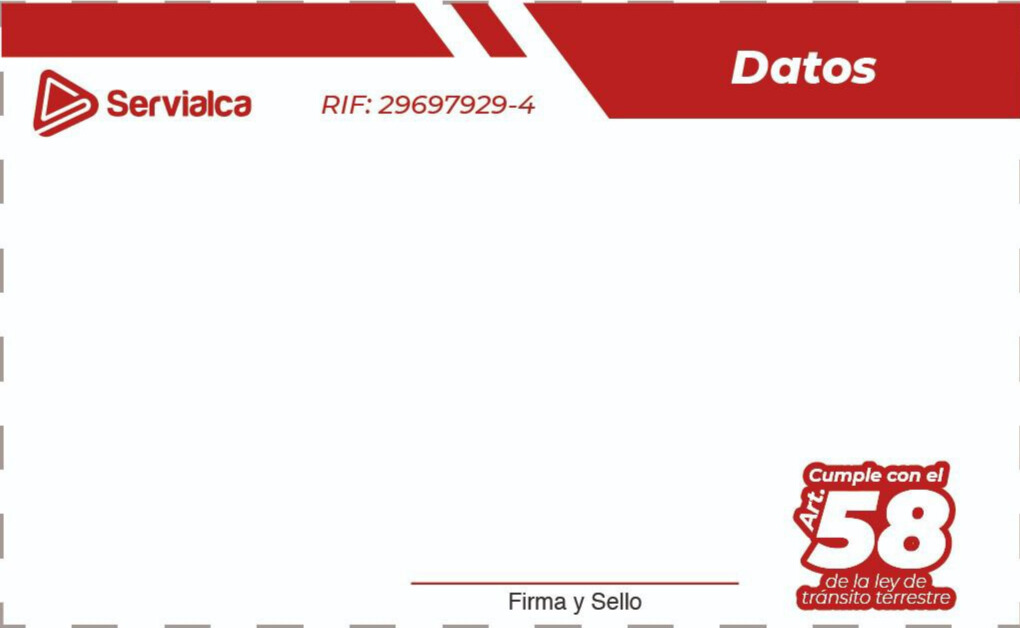 Datos
Servialca
RIF: 29697929-4
Cumple con el
Art.
58
de la ley de
tránsito terrestre
Firma y Sello